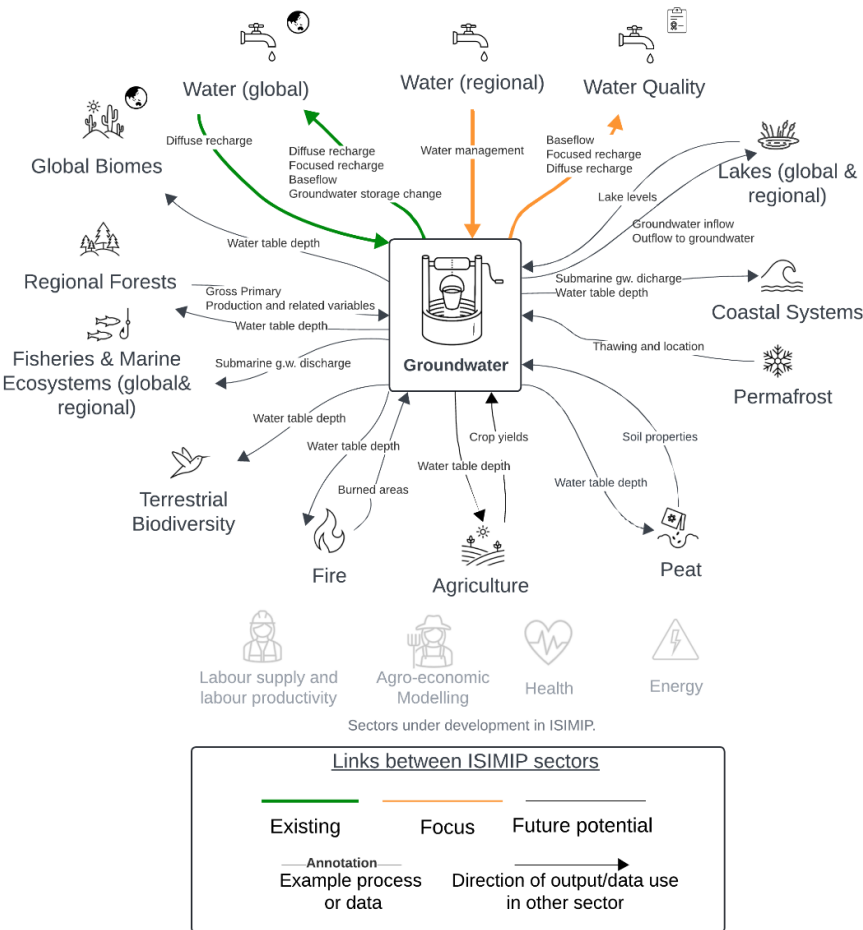 Water (global)
Water (regional)
Water Quality
Diffuse recharge
Diffuse recharge
Focused recharge
Baseflow
Groundwater storage change
Water management
Baseflow
Focused recharge
Diffuse recharge
Global Biomes
Lakes (global &
regional)
Lake levels
Groundwater inflow
Outflow to groundwater
Water table depth
Regional Forests
Gross Primary
Production and related variables
Water table depth
Submarine gw. dicharge
Water table depth
Coastal Systems
Fisheries & Marine
Ecosystems (global&
regional)
Submarine g.w. discharge
Groundwater
Thawing and location
Permafrost
Water table depth
Terrestrial
Biodiversity
Water table depth
Burned areas
Fire
Crop yields
Water table depth
Agriculture
Soil properties
Water table depth
Peat
Labour supply and
labour productivity
Agro-economic
Modelling
Health
Energy
Sectors under development in ISIMIP.
Links between ISIMIP sectors
Existing
Focus
Future potential
Annotation
Example process
or data
Direction of output/data use
in other sector